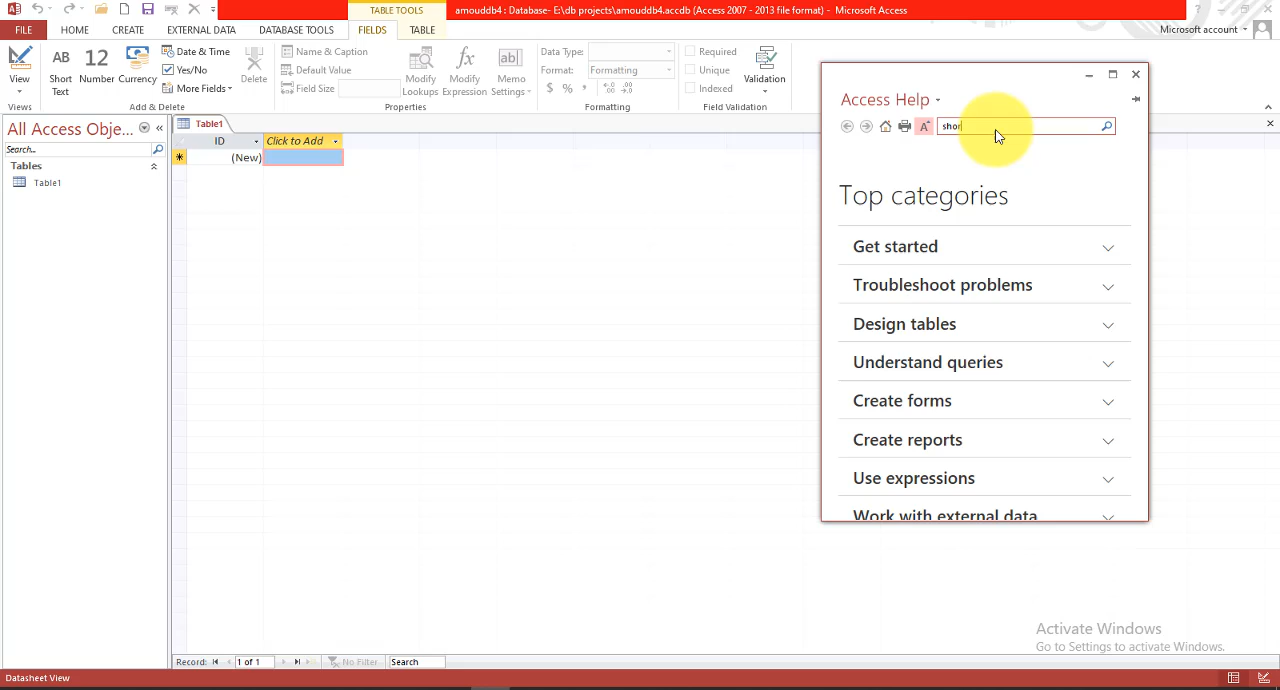 TABLE TOOLS
amouddb4 : Database- E:\db projects\amouddb4.accdb (Access 2007 - 2013 file format) - Microsoft Access
FILE HOME CREATE EXTERNAL DATA DATABASE TOOLS FIELDS TABLE
Microsoft account
View
Views
AB Short Text
12 Number
Currency
Date & Time
Yes/No
More Fields
Delete
Add & Delete
Name & Caption
Default Value
Field Size
Modify Lookups
fx Modify Expression
ab Memo Settings
Properties
Data Type:
Format: Formatting
$ % ,
Formatting
Required
Unique
Indexed
Validation
Field Validation
All Access Obje...
Search...
Tables
Table1
Table1
ID Click to Add
(New)
Access Help
shor
Top categories
Get started
Troubleshoot problems
Design tables
Understand queries
Create forms
Create reports
Use expressions
Work with external data
Activate Windows
Go to Settings to activate Windows.
Record: 1 of 1 No Filter Search
Datasheet View